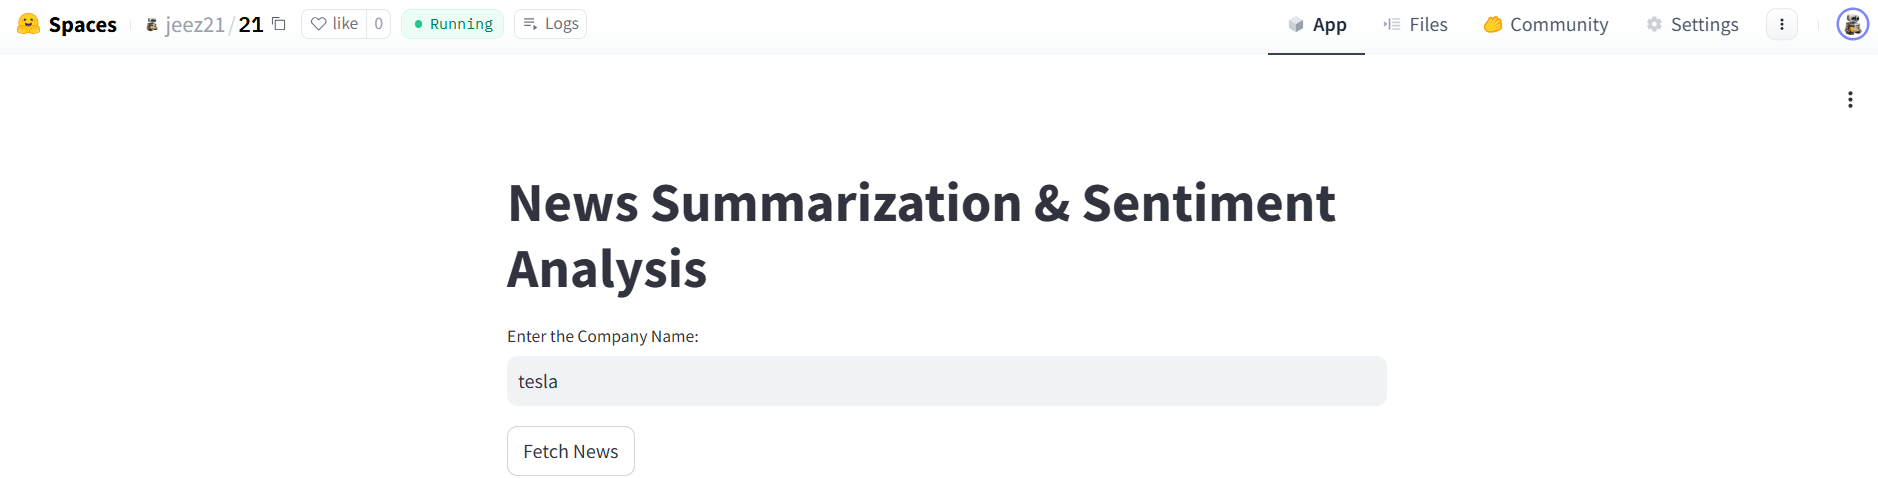 Spaces jeez21/21 like 0 Running Logs App Files Community Settings
News Summarization & Sentiment
Analysis
Enter the Company Name:
tesla
Fetch News